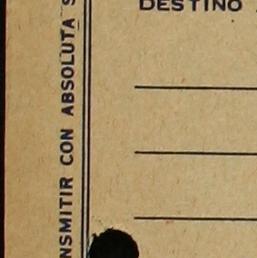 DESTINO
NSMITIR CON ABSOLUTA S